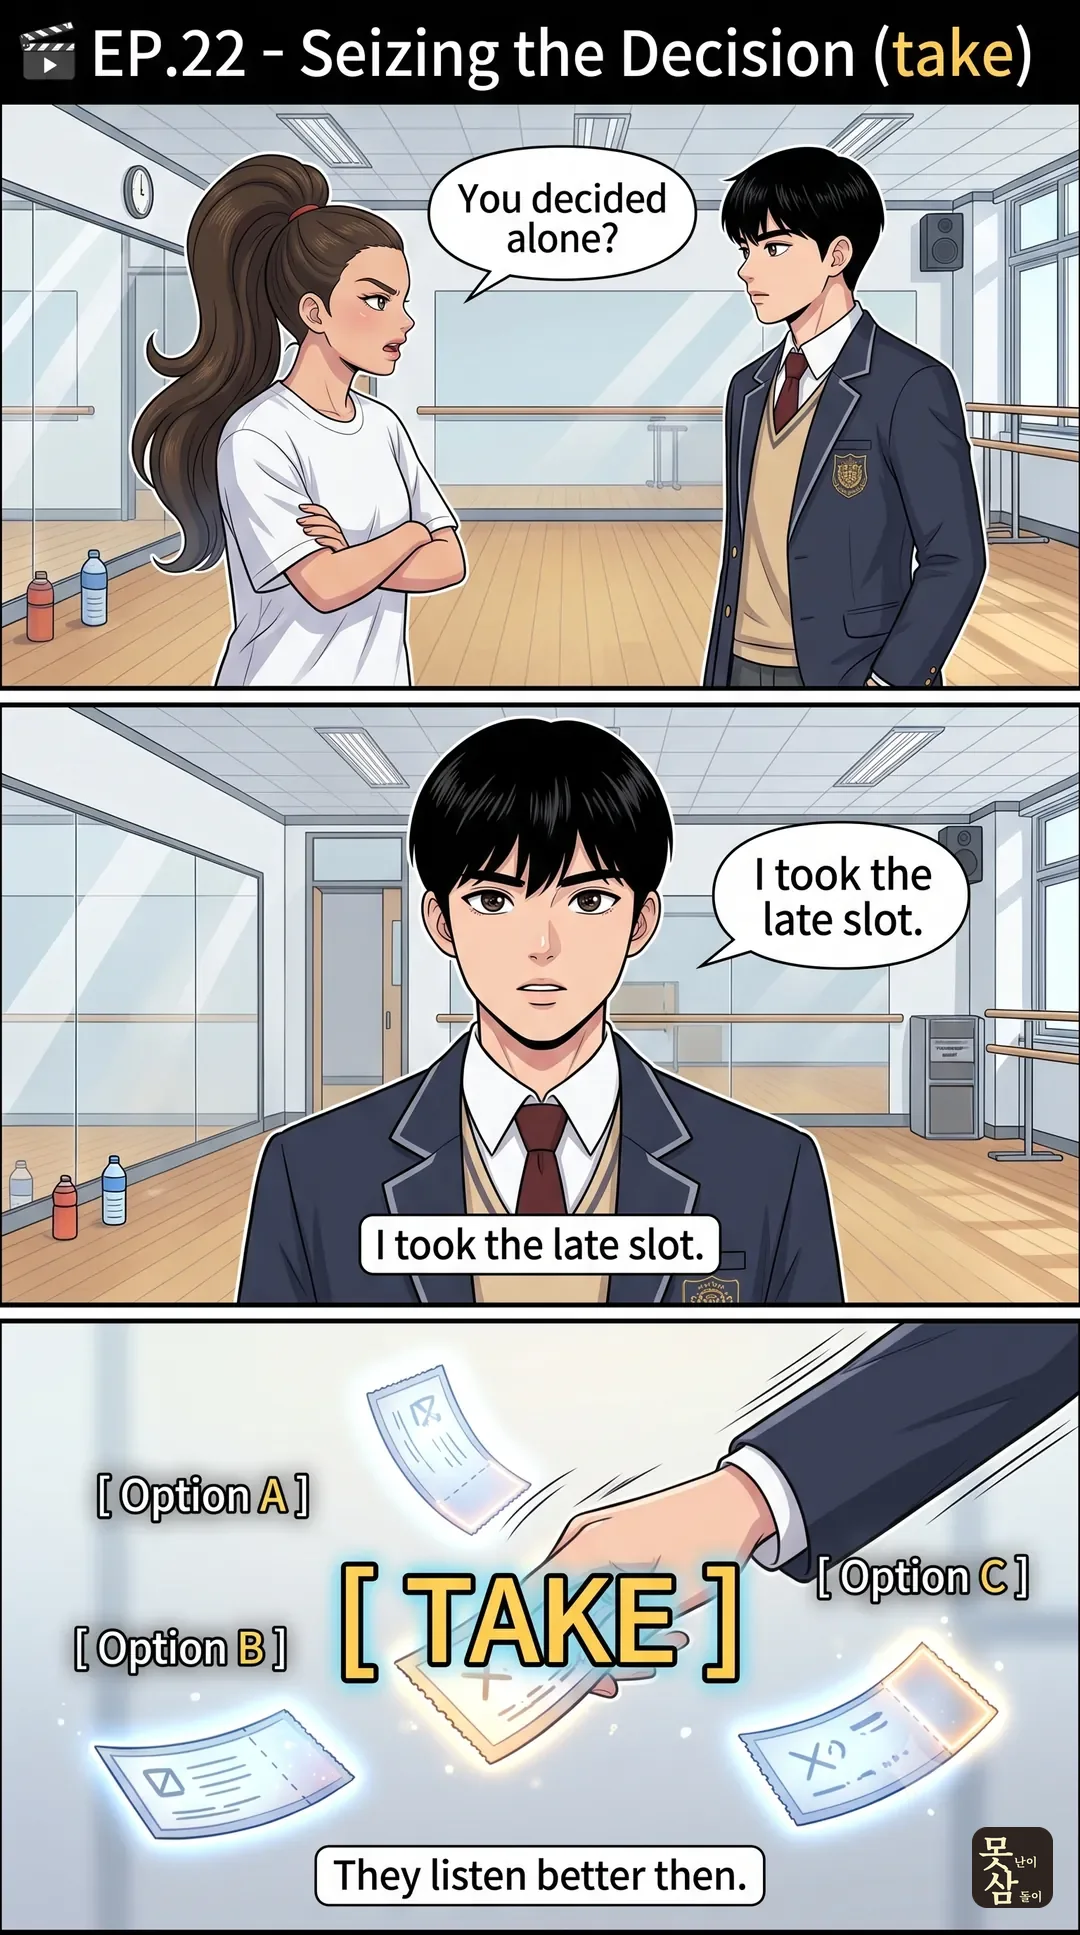 EP.22 - Seizing the Decision (take)
You decided
alone?
I took the
late slot.
I took the late slot.
[ Option A ]
[ TAKE ]
[ Option C ]
[ Option B ]
They listen better then.
못난이
삼돌이